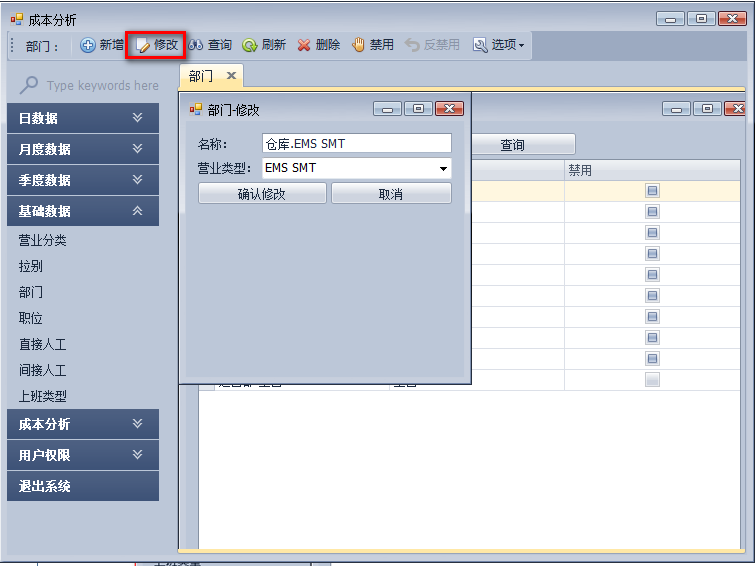 成本分析
部门： 新增 修改 查询 刷新 删除 禁用 反禁用 选项
Type keywords here
部门
日数据
月度数据
季度数据
基础数据
营业分类
拉别
部门
职位
直接人工
间接人工
上班类型
成本分析
用户权限
退出系统
部门-修改
名称： 仓库.EMS SMT
营业类型： EMS SMT
确认修改 取消
查询
禁用